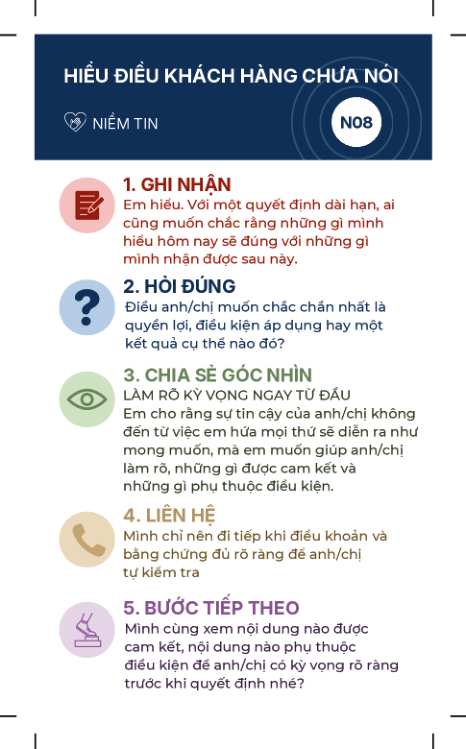 HIỂU ĐIỀU KHÁCH HÀNG CHƯA NÓI
NIỀM TIN
N08
1. GHI NHẬN
Em hiểu. Với một quyết định dài hạn, ai
cũng muốn chắc rằng những gì mình
hiểu hôm nay sẽ đúng với những gì
mình nhận được sau này.
2. HỎI ĐÚNG
Điều anh/chị muốn chắc chắn nhất là
quyền lợi, điều kiện áp dụng hay một
kết quả cụ thể nào đó?
3. CHIA SẺ GÓC NHÌN
LÀM RÕ KỲ VỌNG NGAY TỪ ĐẦU
Em cho rằng sự tin cậy của anh/chị không
đến từ việc em hứa mọi thứ sẽ diễn ra như
mong muốn, mà em muốn giúp anh/chị
làm rõ, những gì được cam kết và
những gì phụ thuộc điều kiện.
4. LIÊN HỆ
Mình chỉ nên đi tiếp khi điều khoản và
bằng chứng đủ rõ ràng để anh/chị
tự kiểm tra
5. BƯỚC TIẾP THEO
Mình cùng xem nội dung nào được
cam kết, nội dung nào phụ thuộc
điều kiện để anh/chị có kỳ vọng rõ ràng
trước khi quyết định nhé?